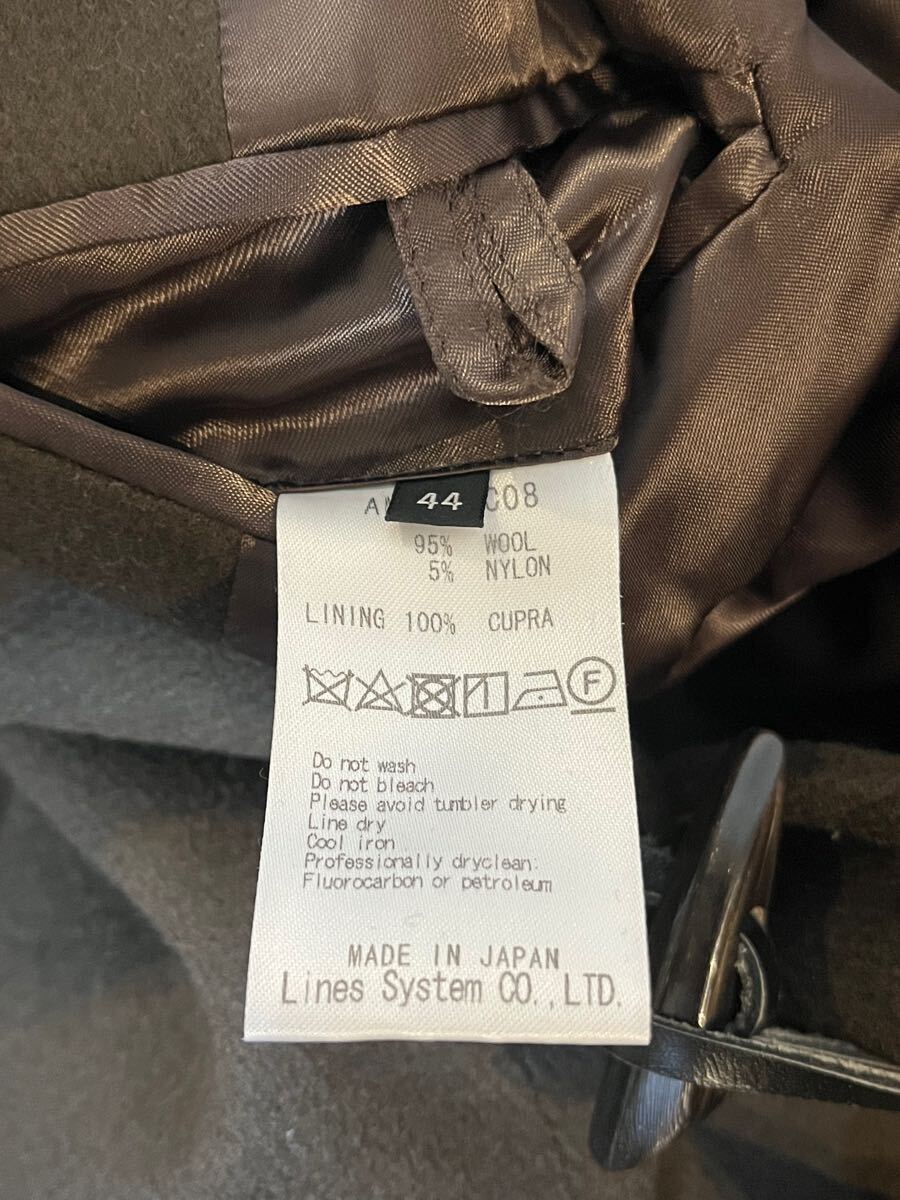 44
C08
95% WOOL
5% NYLON
LINING 100% CUPRA
F
Do not wash
Do not bleach
Please avoid tumbler drying
Line dry
Cool iron
Professionally dryclean:
Fluorocarbon or petroleum
MADE IN JAPAN
Lines System CO.,LTD.